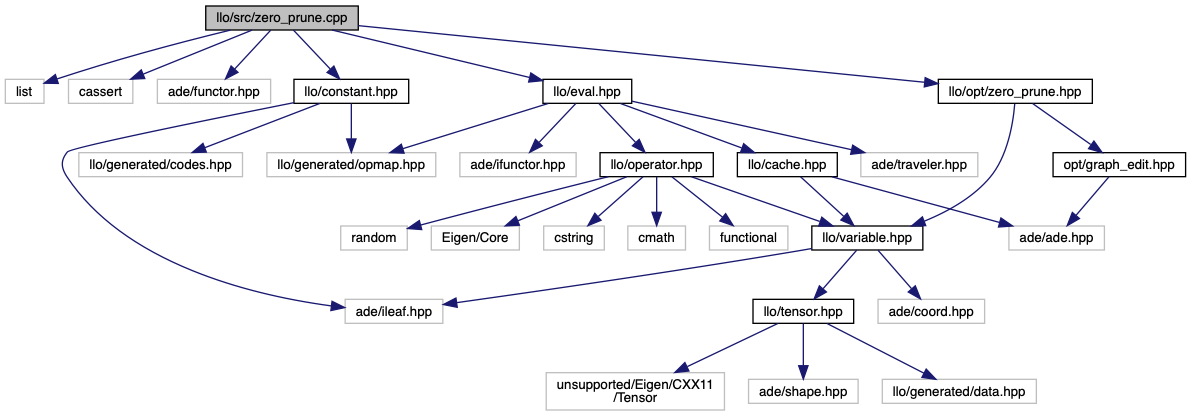 llo/src/zero_prune.cpp
list
cassert
ade/functor.hpp
llo/constant.hpp
llo/eval.hpp
llo/opt/zero_prune.hpp
llo/generated/codes.hpp
llo/generated/opmap.hpp
ade/ifunctor.hpp
llo/operator.hpp
llo/cache.hpp
ade/traveler.hpp
opt/graph_edit.hpp
random
Eigen/Core
cstring
cmath
functional
llo/variable.hpp
ade/ade.hpp
ade/ileaf.hpp
llo/tensor.hpp
ade/coord.hpp
unsupported/Eigen/CXX11
/Tensor
ade/shape.hpp
llo/generated/data.hpp